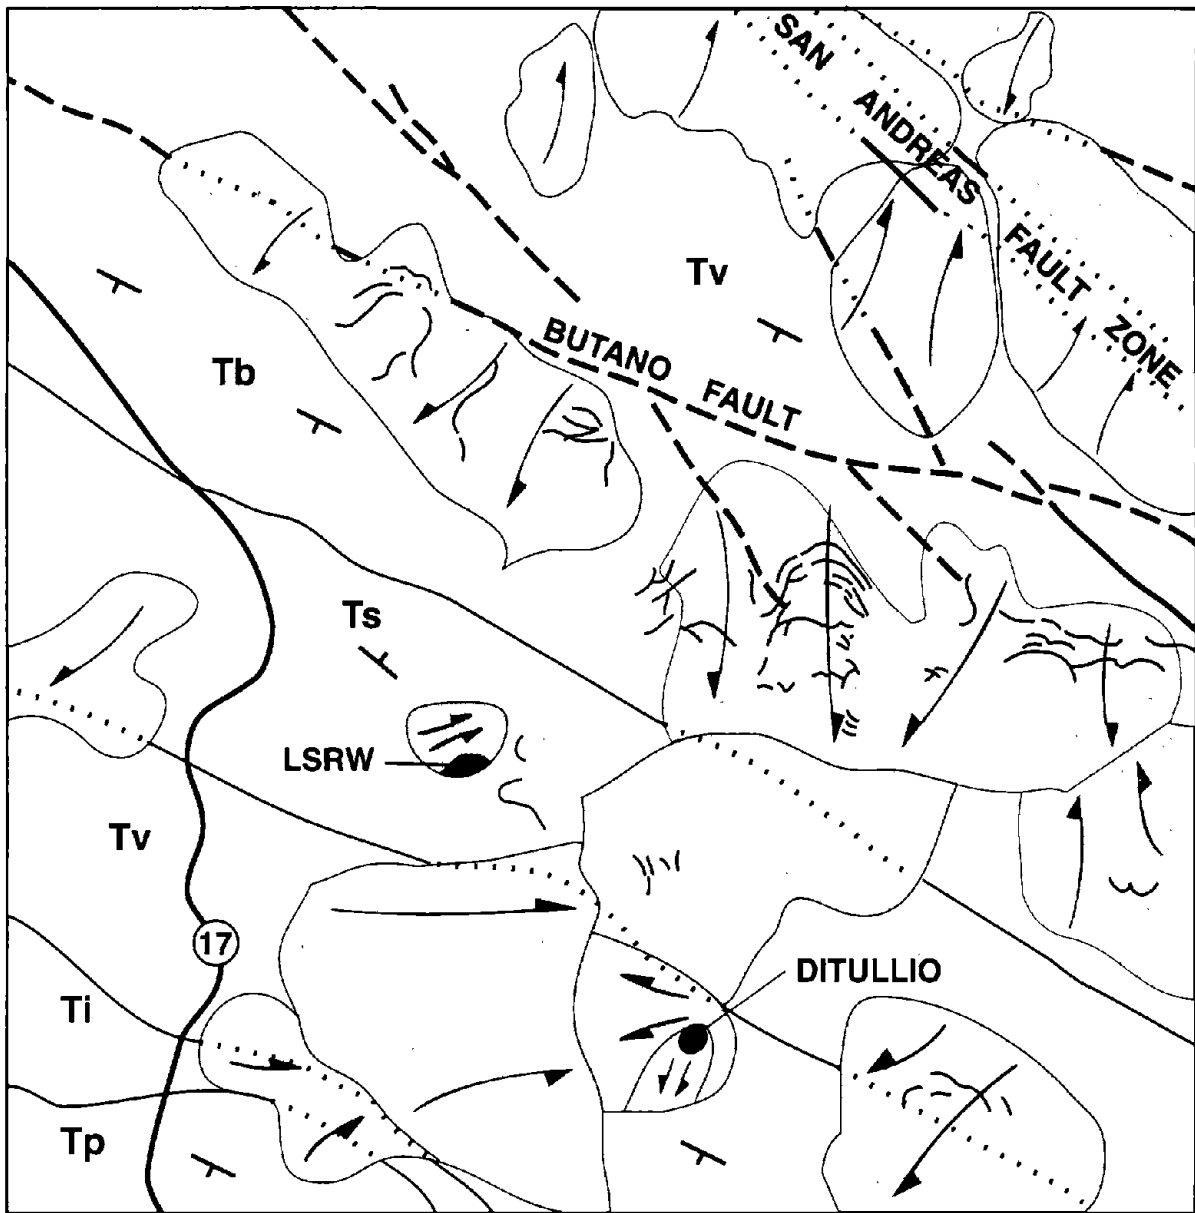 SAN ANDREAS FAULT ZONE
Tv
BUTANO FAULT
Tb
Ts
LSRW
Tv
17
DITULLIO
Ti
Tp